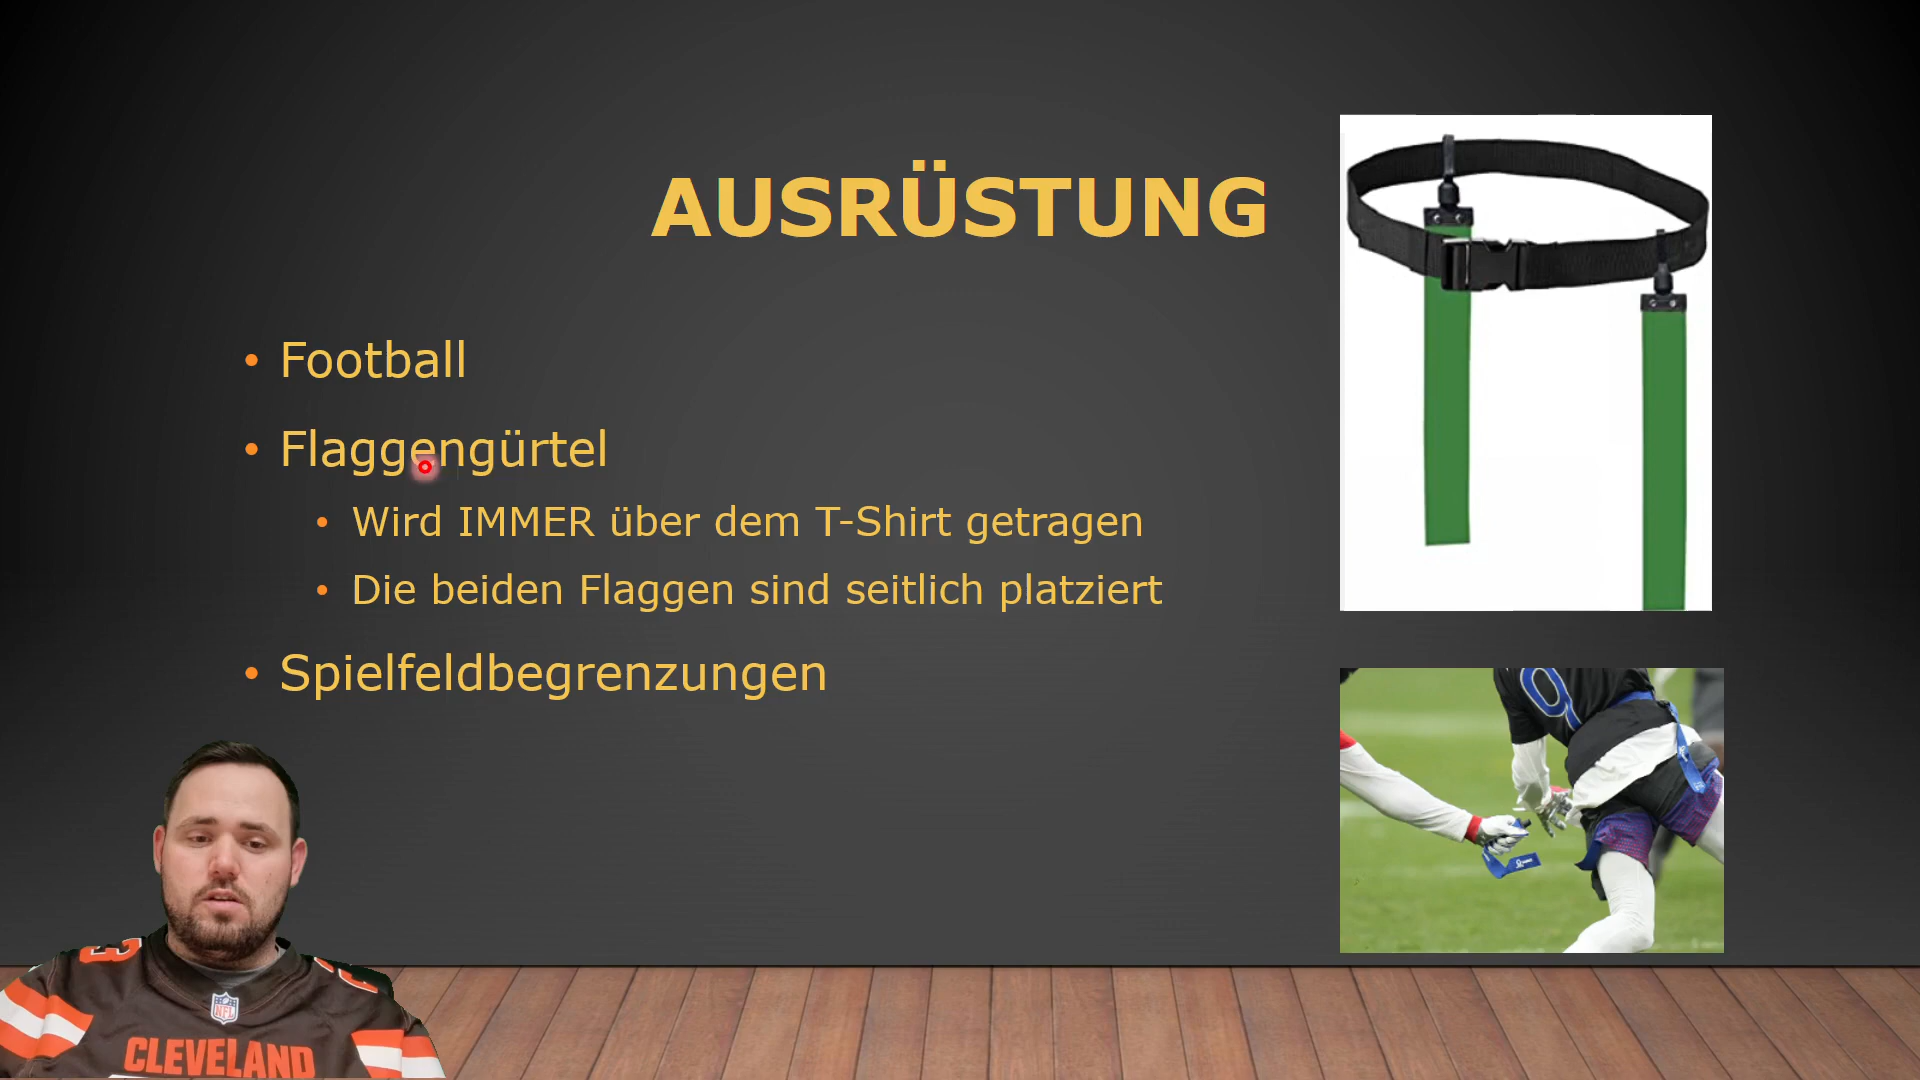 AUSRÜSTUNG
• Football
• Flaggengürtel
• Wird IMMER über dem T-Shirt getragen
• Die beiden Flaggen sind seitlich platziert
• Spielfeldbegrenzungen
NFL
CLEVELAND